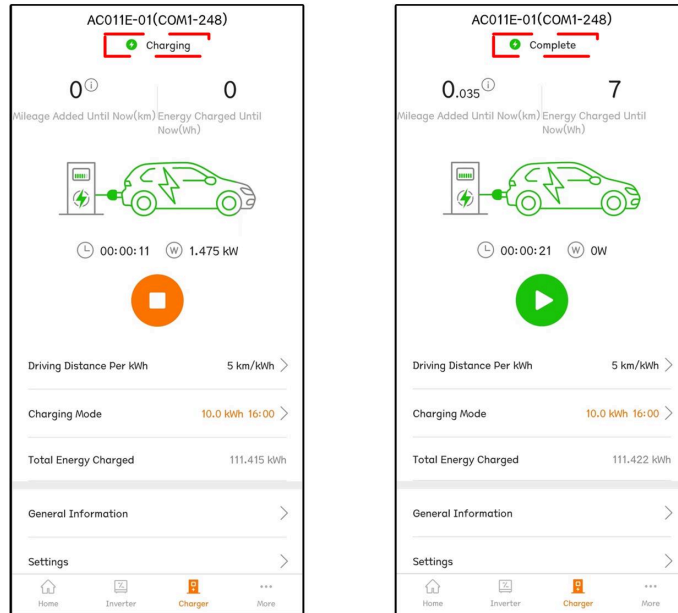 AC011E-01(COM1-248)
Charging
0 0
Mileage Added Until Now(km) Energy Charged Until
Now(Wh)
00:00:11 W 1.475 kW
Driving Distance Per kWh 5 km/kWh
Charging Mode 10.0 kWh 16:00
Total Energy Charged 111.415 kWh
General Information
Settings
Home Inverter Charger More
AC011E-01(COM1-248)
Complete
0.035 7
Mileage Added Until Now(km) Energy Charged Until
Now(Wh)
00:00:21 W 0W
Driving Distance Per kWh 5 km/kWh
Charging Mode 10.0 kWh 16:00
Total Energy Charged 111.422 kWh
General Information
Settings
Home Inverter Charger More